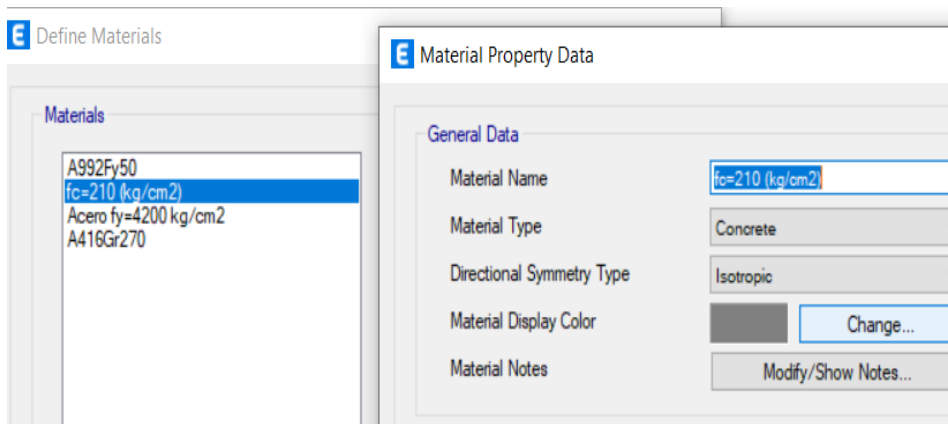 Define Materials
Materials
A992Fy50
fc=210 (kg/cm2)
Acero fy=4200 kg/cm2
A416Gr270
Material Property Data
General Data
Material Name
fc=210 (kg/cm2)
Material Type
Concrete
Directional Symmetry Type
Isotropic
Material Display Color
Change...
Material Notes
Modify/Show Notes...